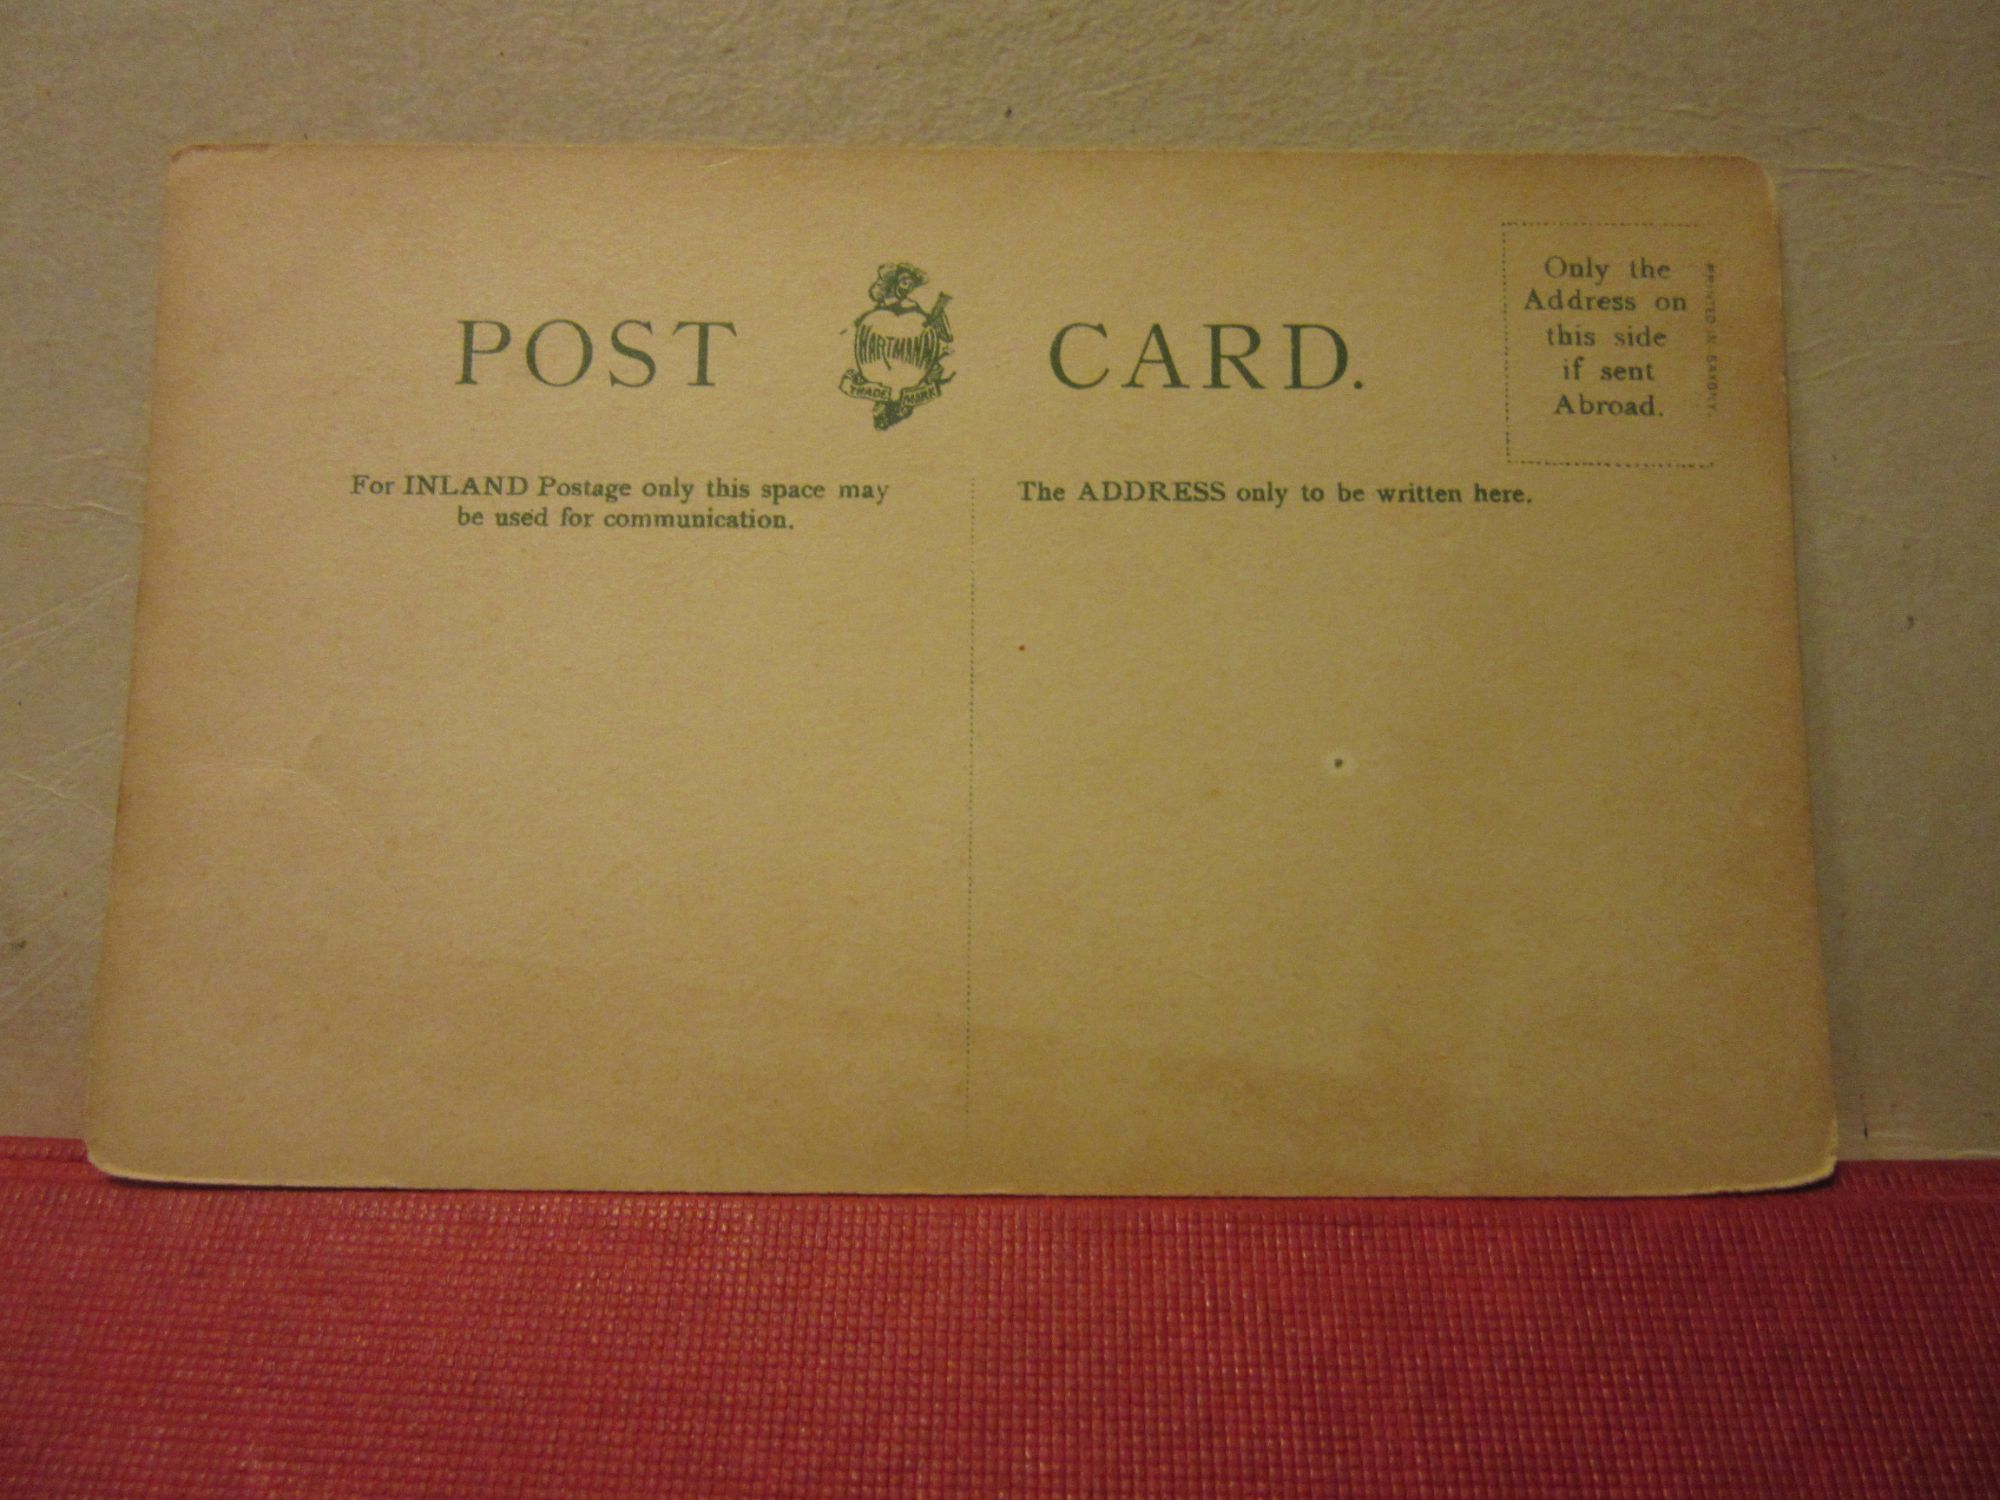 POST CARD.
HARTMANN
TRADE MARK
Only the
Address on
this side
if sent
Abroad.
PRINTED IN SAXONY.
For INLAND Postage only this space may
be used for communication.
The ADDRESS only to be written here.